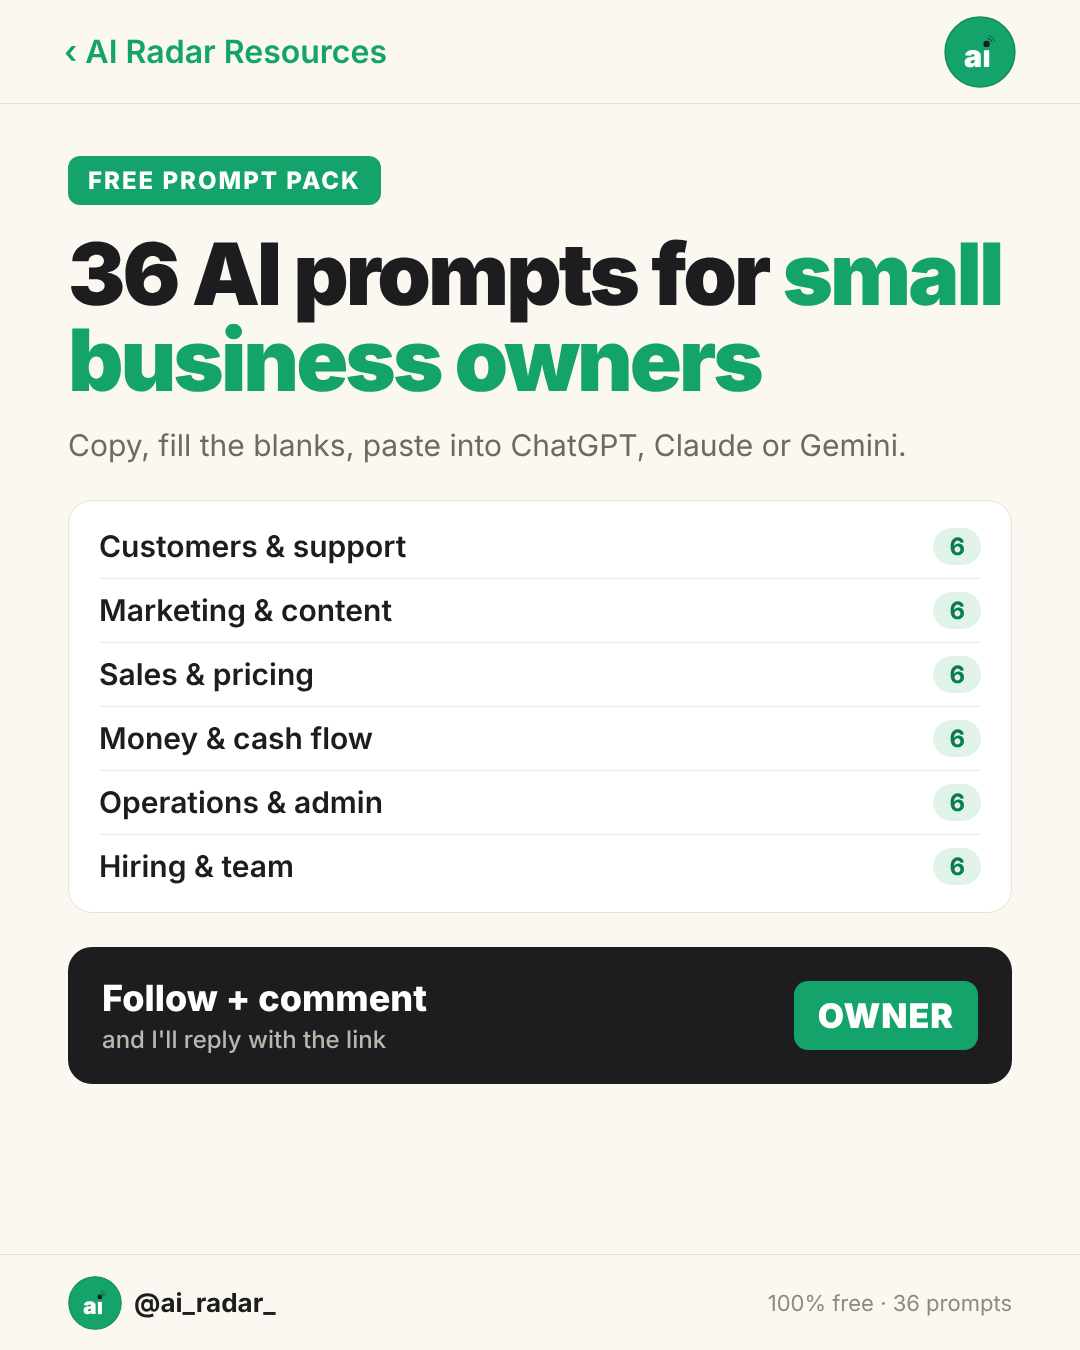 ‹ AI Radar Resources
ai
FREE PROMPT PACK
36 AI prompts for small
business owners
Copy, fill the blanks, paste into ChatGPT, Claude or Gemini.
Customers & support 6
Marketing & content 6
Sales & pricing 6
Money & cash flow 6
Operations & admin 6
Hiring & team 6
Follow + comment
and I'll reply with the link
OWNER
ai @ai_radar_
100% free · 36 prompts